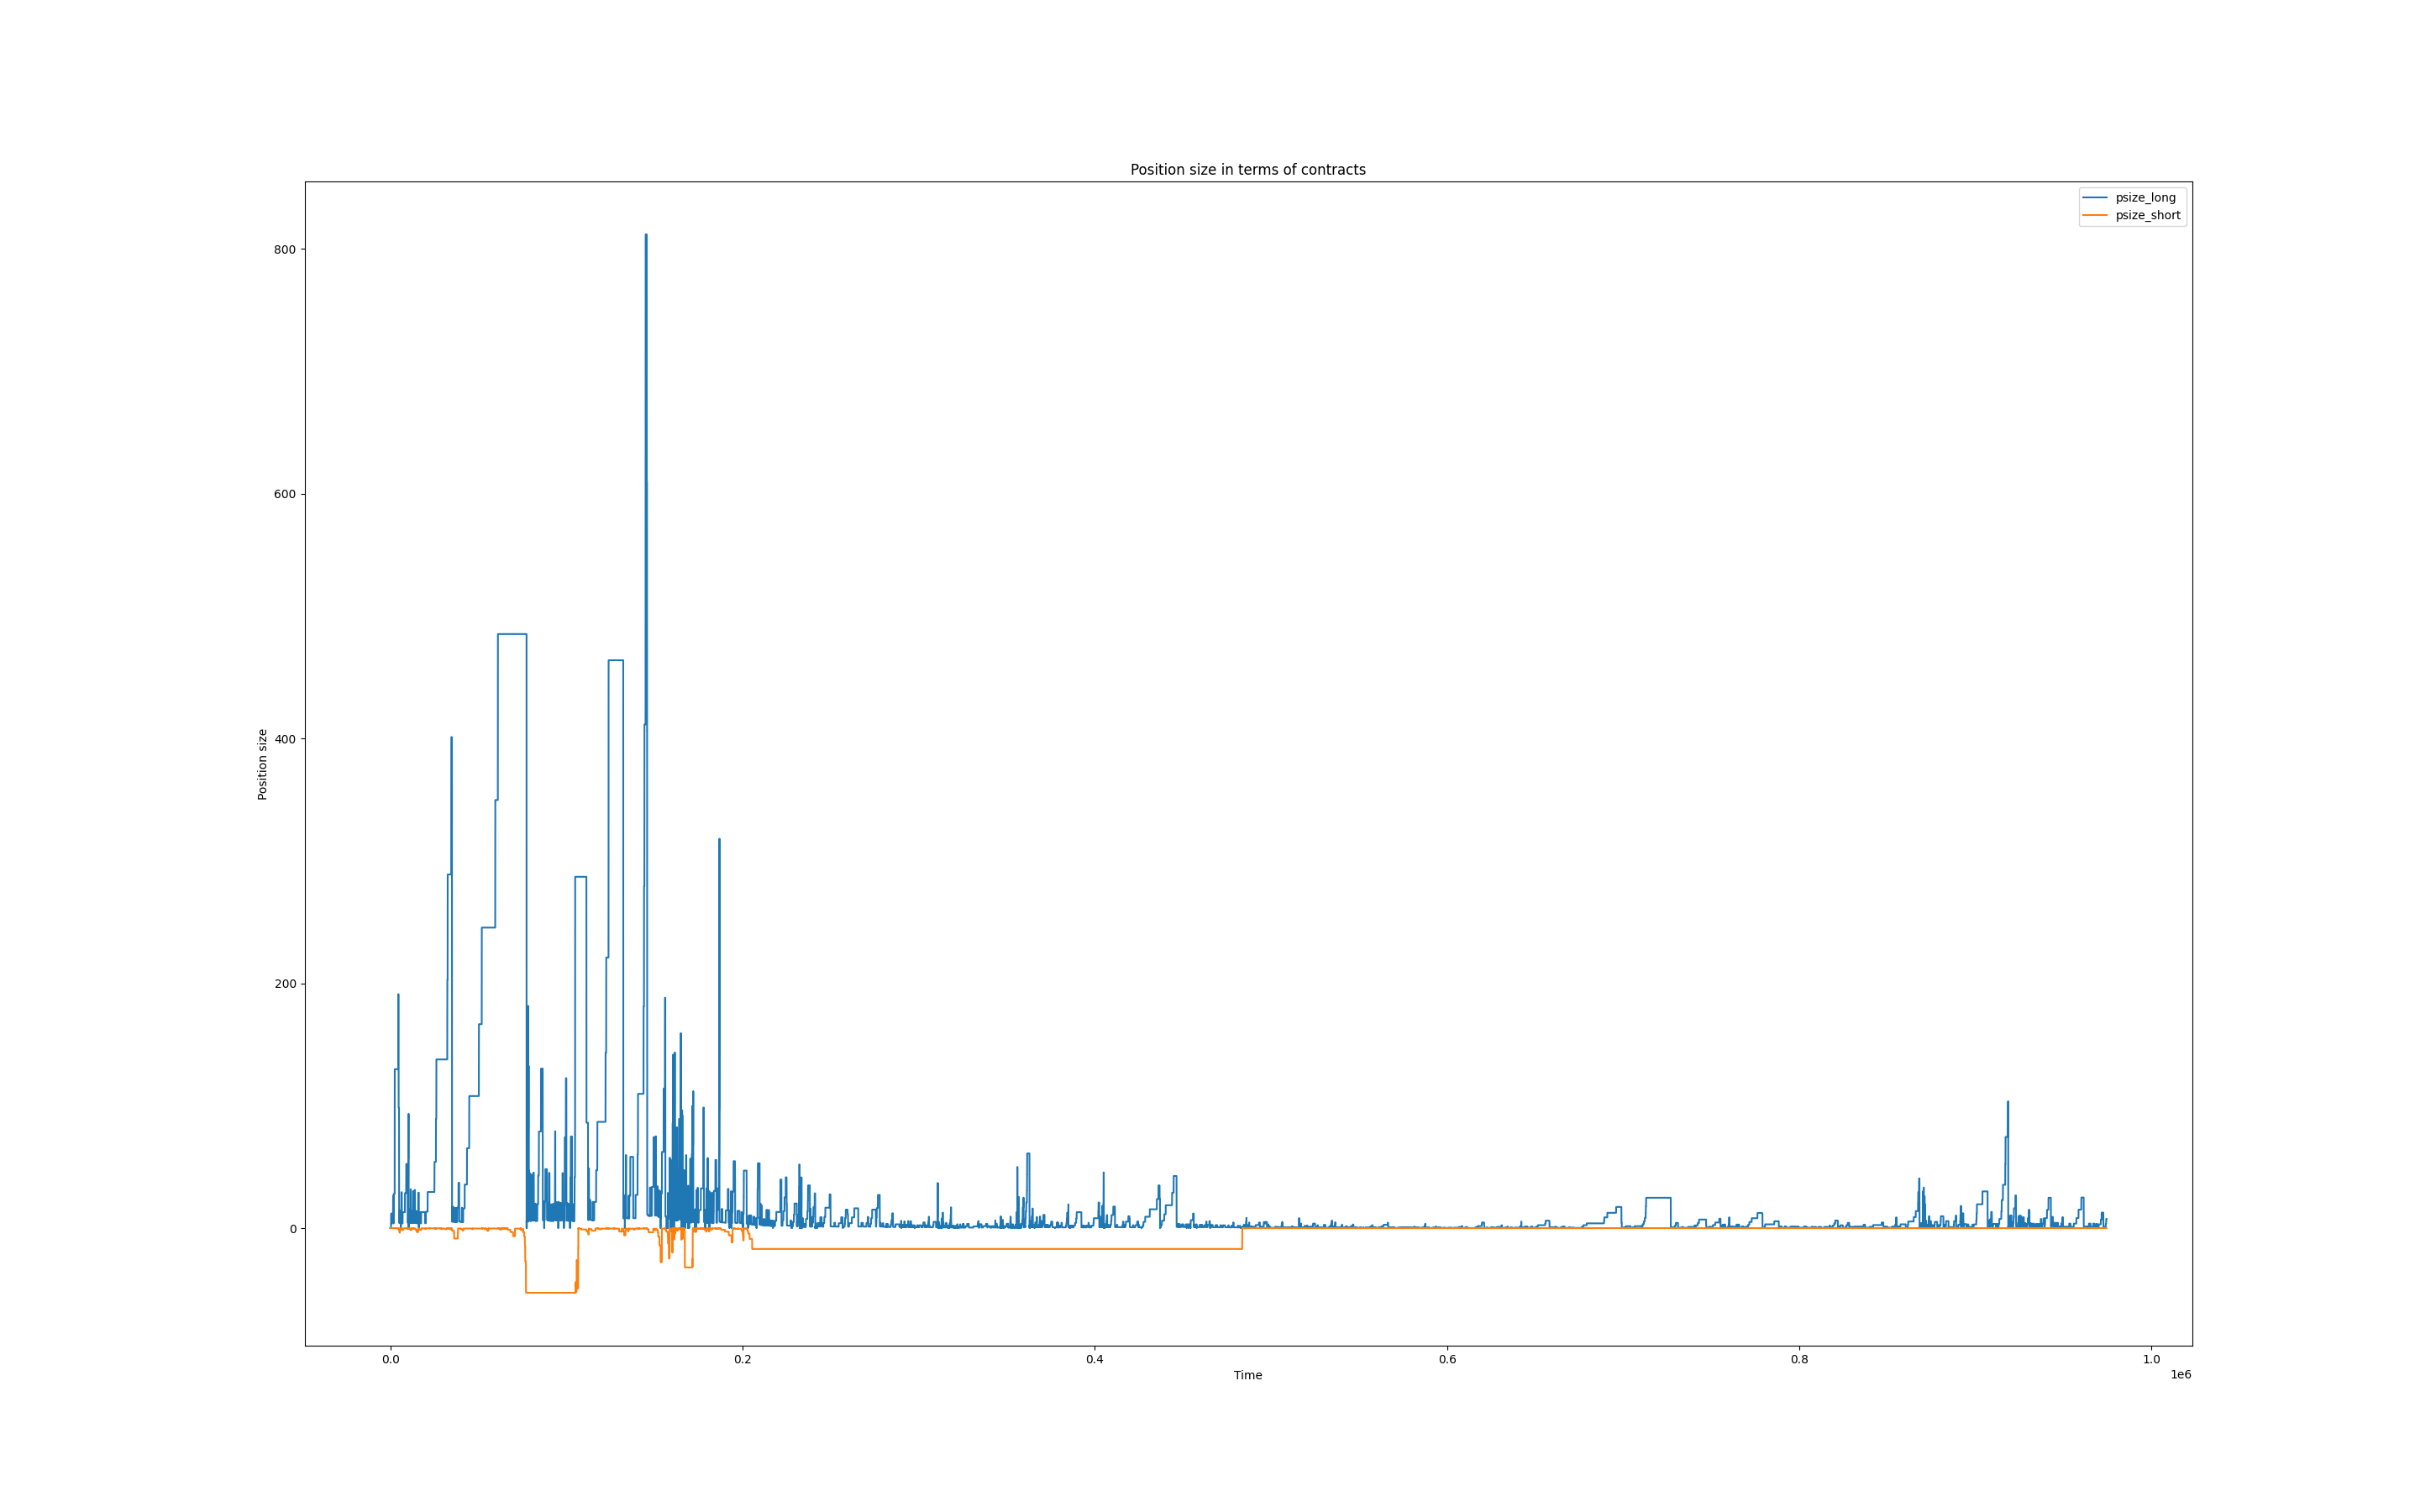 Position size in terms of contracts
psize_long
psize_short
Position size
800
600
400
200
0
0.0 0.2 0.4 0.6 0.8 1.0
Time
1e6